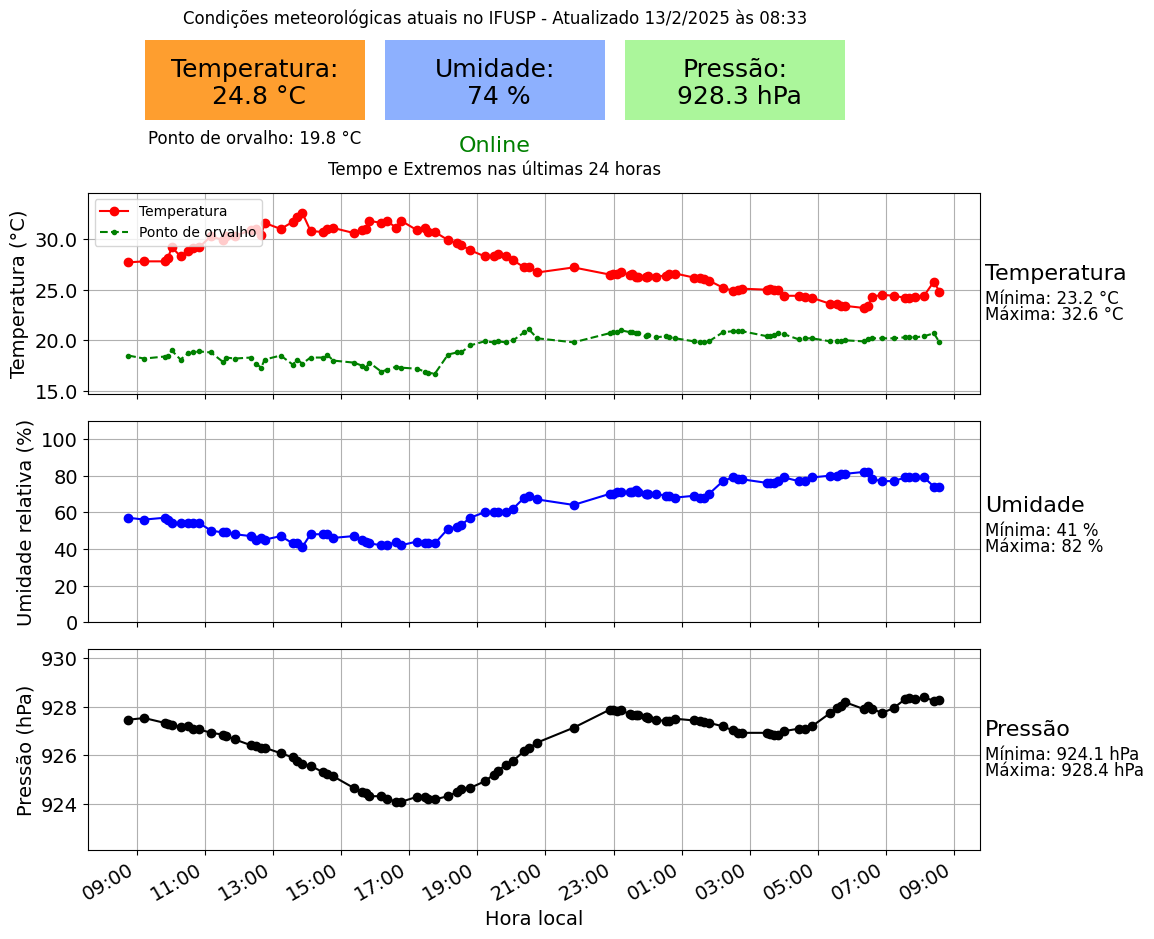 Condições meteorológicas atuais no IFUSP - Atualizado 13/2/2025 às 08:33
Temperatura:
24.8 °C
Umidade:
74 %
Pressão:
928.3 hPa
Ponto de orvalho: 19.8 °C
Online
Tempo e Extremos nas últimas 24 horas
Temperatura (°C)
30.0
25.0
20.0
15.0
Temperatura
Ponto de orvalho
Temperatura
Mínima: 23.2 °C
Máxima: 32.6 °C
Umidade relativa (%)
100
80
60
40
20
0
Umidade
Mínima: 41 %
Máxima: 82 %
Pressão (hPa)
930
928
926
924
Pressão
Mínima: 924.1 hPa
Máxima: 928.4 hPa
09:00 11:00 13:00 15:00 17:00 19:00 21:00 23:00 01:00 03:00 05:00 07:00 09:00
Hora local